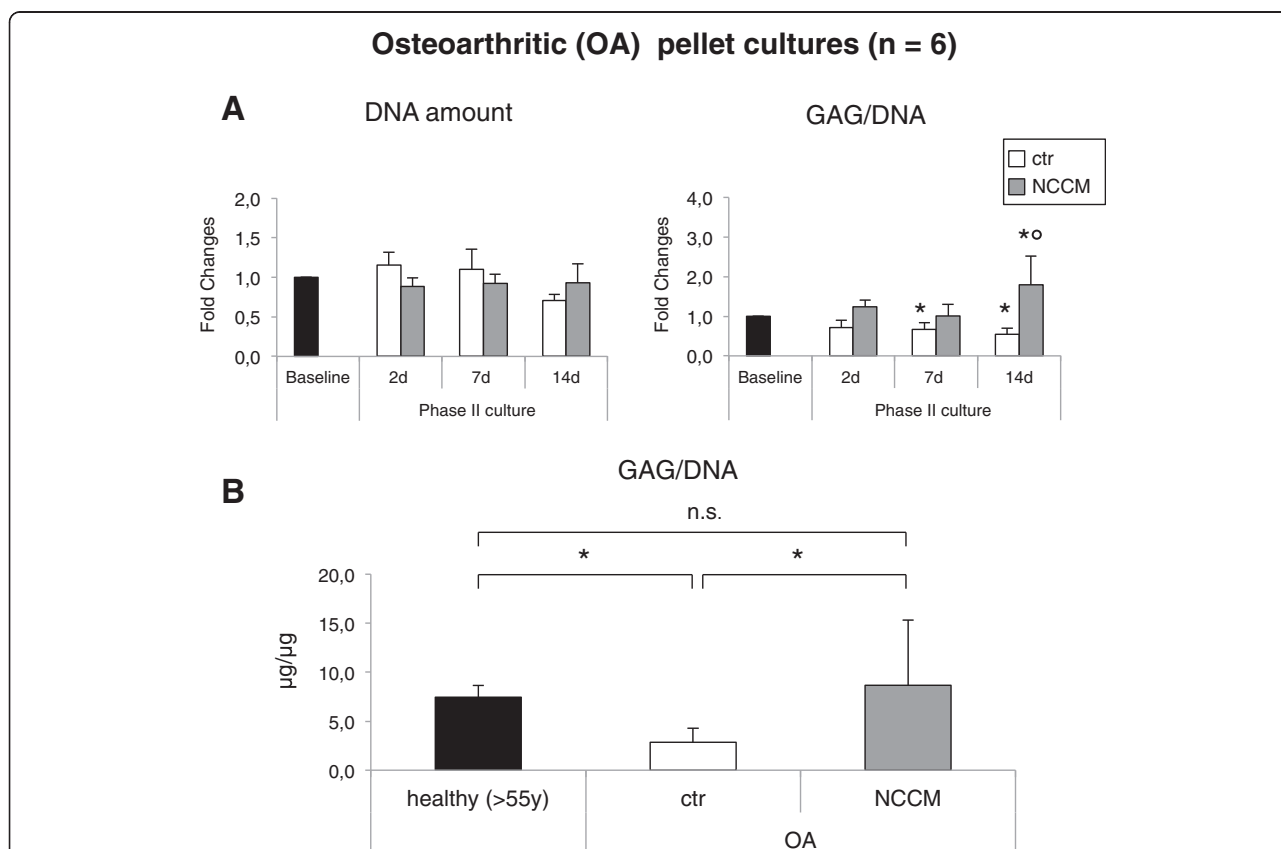 Osteoarthritic (OA) pellet cultures (n = 6)
A
DNA amount
Fold Changes
2,0
1,5
1,0
0,5
0,0
Baseline
2d
7d
14d
Phase II culture
GAG/DNA
ctr
NCCM
Fold Changes
4,0
3,0
2,0
1,0
0,0
*
*
*o
Baseline
2d
7d
14d
Phase II culture
B
GAG/DNA
n.s.
*
*
µg/µg
20,0
15,0
10,0
5,0
0,0
healthy (>55y)
ctr
NCCM
OA